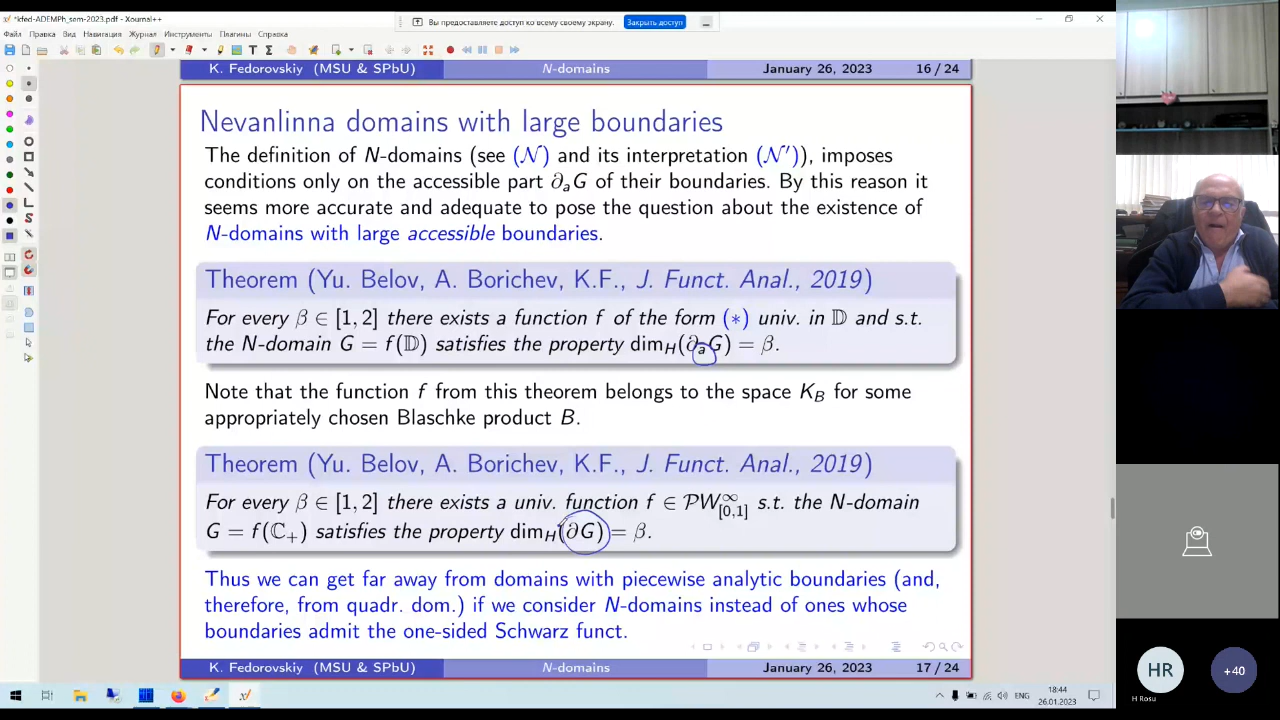 *kfed-ADEMPh_sem-2023.pdf - Xournal++
Вы предоставляете доступ ко всему своему экрану.
Закрыть доступ
Файл Правка Вид Навигация Журнал Инструменты Плагины Справка
K. Fedorovskiy (MSU & SPbU) N-domains January 26, 2023 16 / 24
Nevanlinna domains with large boundaries
The definition of N-domains (see (𝒩) and its interpretation (𝒩′)), imposes
conditions only on the accessible part ∂ₐG of their boundaries. By this reason it
seems more accurate and adequate to pose the question about the existence of
N-domains with large accessible boundaries.
Theorem (Yu. Belov, A. Borichev, K.F., J. Funct. Anal., 2019)
For every β ∈ [1, 2] there exists a function f of the form (∗) univ. in 𝔻 and s.t.
the N-domain G = f(𝔻) satisfies the property dim_H(∂ₐG) = β.
Note that the function f from this theorem belongs to the space K_B for some
appropriately chosen Blaschke product B.
Theorem (Yu. Belov, A. Borichev, K.F., J. Funct. Anal., 2019)
For every β ∈ [1, 2] there exists a univ. function f ∈ 𝒫W^∞_[0,1] s.t. the N-domain
G = f(ℂ₊) satisfies the property dim_H(∂G) = β.
Thus we can get far away from domains with piecewise analytic boundaries (and,
therefore, from quadr. dom.) if we consider N-domains instead of ones whose
boundaries admit the one-sided Schwarz funct.
K. Fedorovskiy (MSU & SPbU) N-domains January 26, 2023 17 / 24
HR
+40
H Rosu
ENG
18:44
26.01.2023